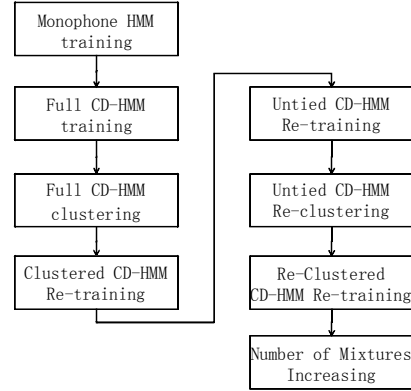 Monophone HMM
training
Full CD-HMM
training
Full CD-HMM
clustering
Clustered CD-HMM
Re-training
Untied CD-HMM
Re-training
Untied CD-HMM
Re-clustering
Re-Clustered
CD-HMM Re-training
Number of Mixtures
Increasing